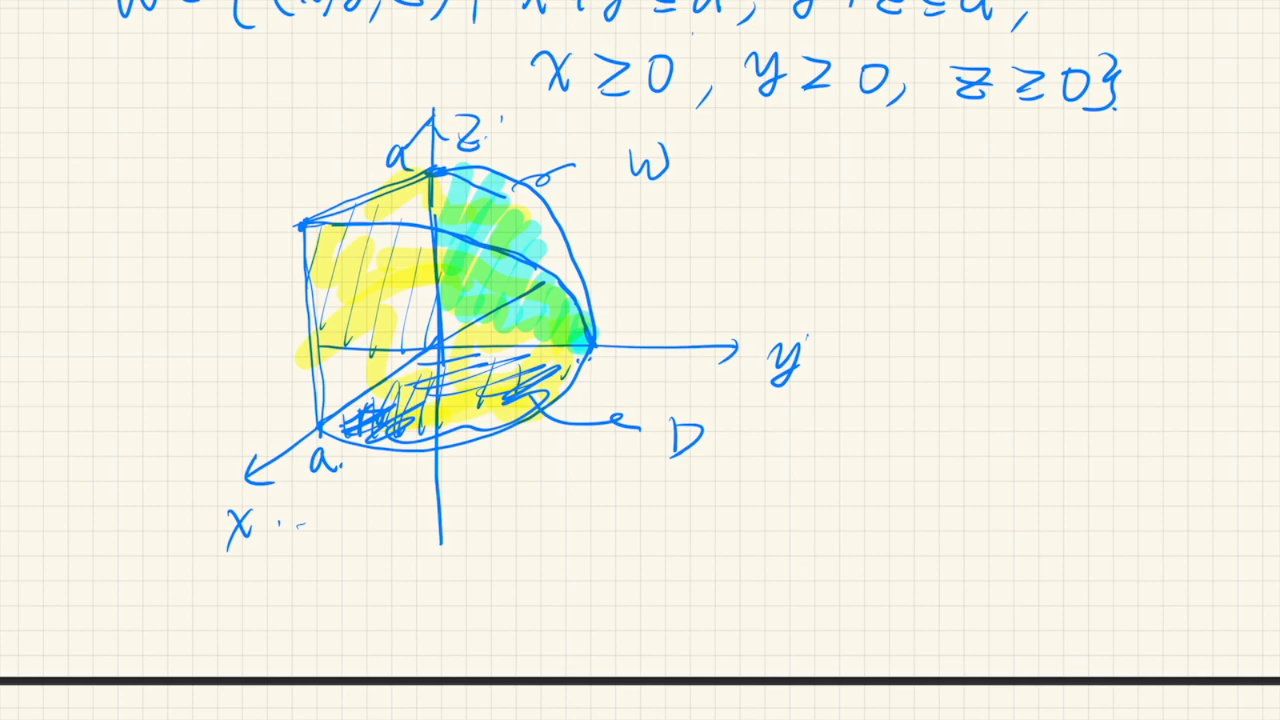 x ≥ 0, y ≥ 0, z ≥ 0}
z
a
W
y
D
a
x